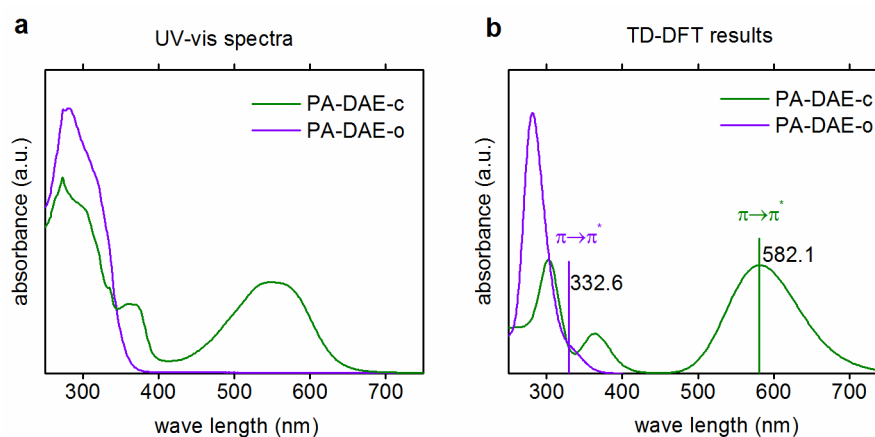 a
UV-vis spectra
PA-DAE-c
PA-DAE-o
absorbance (a.u.)
300 400 500 600 700
wave length (nm)
b
TD-DFT results
PA-DAE-c
PA-DAE-o
π→π*
332.6
π→π*
582.1
absorbance (a.u.)
300 400 500 600 700
wave length (nm)